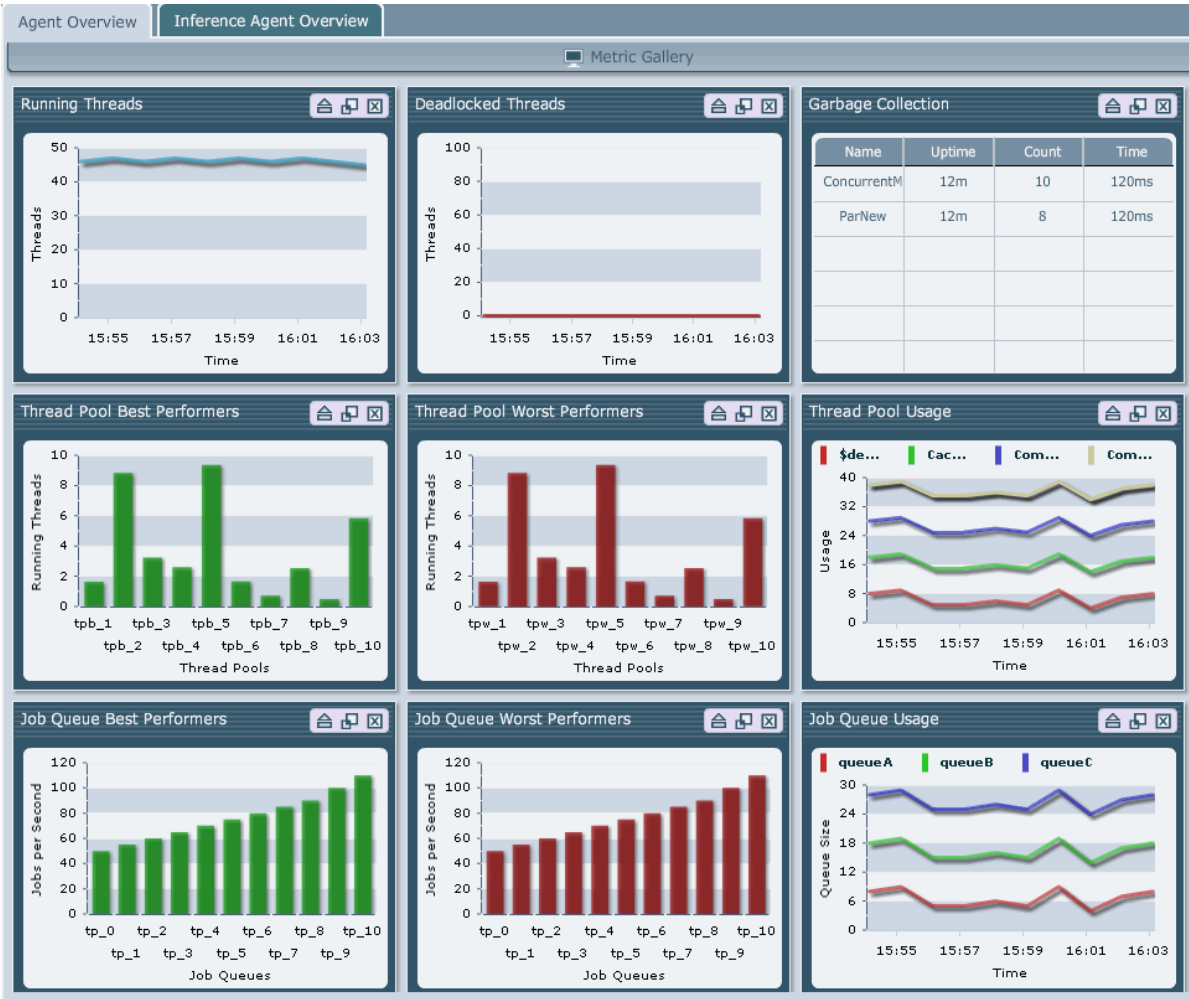 Agent Overview
Inference Agent Overview
Metric Gallery
Running Threads
50
40
30
20
10
0
Threads
15:55 15:57 15:59 16:01 16:03
Time
Deadlocked Threads
100
80
60
40
20
0
Threads
15:55 15:57 15:59 16:01 16:03
Time
Garbage Collection
Name Uptime Count Time
ConcurrentM 12m 10 120ms
ParNew 12m 8 120ms
Thread Pool Best Performers
10
8
6
4
2
0
Running Threads
tpb_1 tpb_3 tpb_5 tpb_7 tpb_9
tpb_2 tpb_4 tpb_6 tpb_8 tpb_10
Thread Pools
Thread Pool Worst Performers
10
8
6
4
2
0
Running Threads
tpw_1 tpw_3 tpw_5 tpw_7 tpw_9
tpw_2 tpw_4 tpw_6 tpw_8 tpw_10
Thread Pools
Thread Pool Usage
$de... Cac... Com... Com...
40
32
24
16
8
0
Usage
15:55 15:57 15:59 16:01 16:03
Time
Job Queue Best Performers
120
100
80
60
40
20
0
Jobs per Second
tp_0 tp_2 tp_4 tp_6 tp_8 tp_10
tp_1 tp_3 tp_5 tp_7 tp_9
Job Queues
Job Queue Worst Performers
120
100
80
60
40
20
0
Jobs per Second
tp_0 tp_2 tp_4 tp_6 tp_8 tp_10
tp_1 tp_3 tp_5 tp_7 tp_9
Job Queues
Job Queue Usage
queueA queueB queueC
30
24
18
12
6
0
Queue Size
15:55 15:57 15:59 16:01 16:03
Time